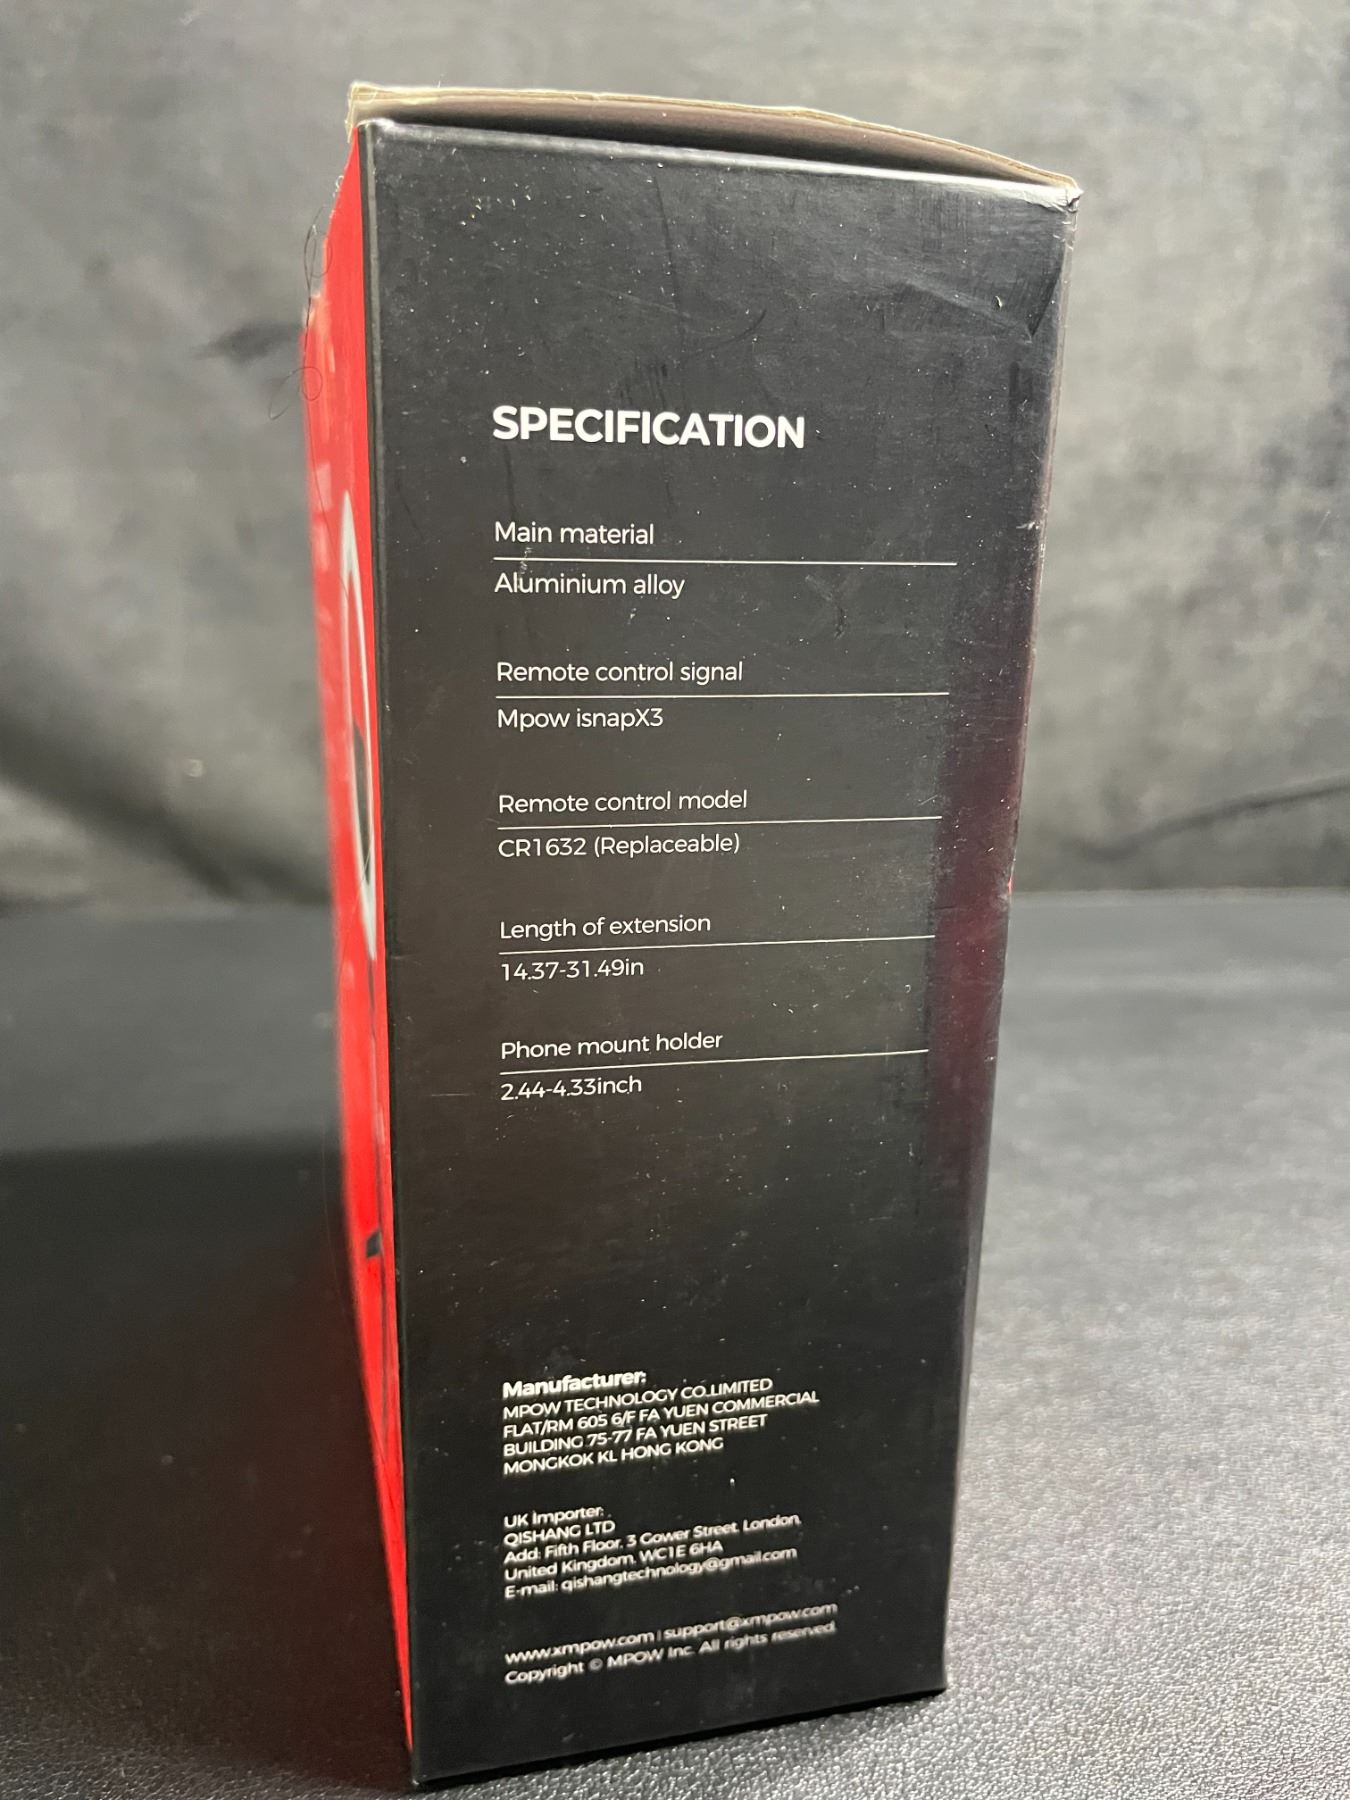 SPECIFICATION
Main material
Aluminium alloy
Remote control signal
Mpow isnapX3
Remote control model
CR1632 (Replaceable)
Length of extension
14.37-31.49in
Phone mount holder
2.44-4.33inch
Manufacturer:
MPOW TECHNOLOGY CO.,LIMITED
FLAT/RM 605 6/F FA YUEN COMMERCIAL
BUILDING 75-77 FA YUEN STREET
MONGKOK KL HONG KONG
UK Importer:
QISHANG LTD
Add: Fifth Floor, 3 Gower Street, London,
United Kingdom, WC1E 6HA
E-mail: qishangtechnology@gmail.com
www.xmpow.com | support@xmpow.com
Copyright © MPOW Inc. All rights reserved.